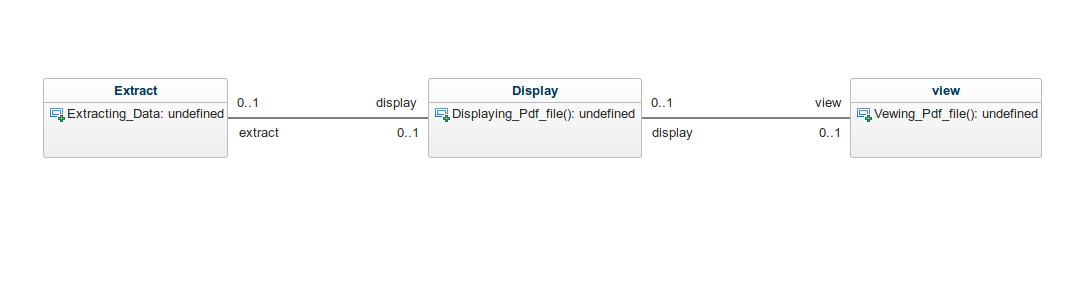 Extract
Extracting_Data: undefined
0..1
display
extract
0..1
Display
Displaying_Pdf_file(): undefined
0..1
view
display
0..1
view
Vewing_Pdf_file(): undefined